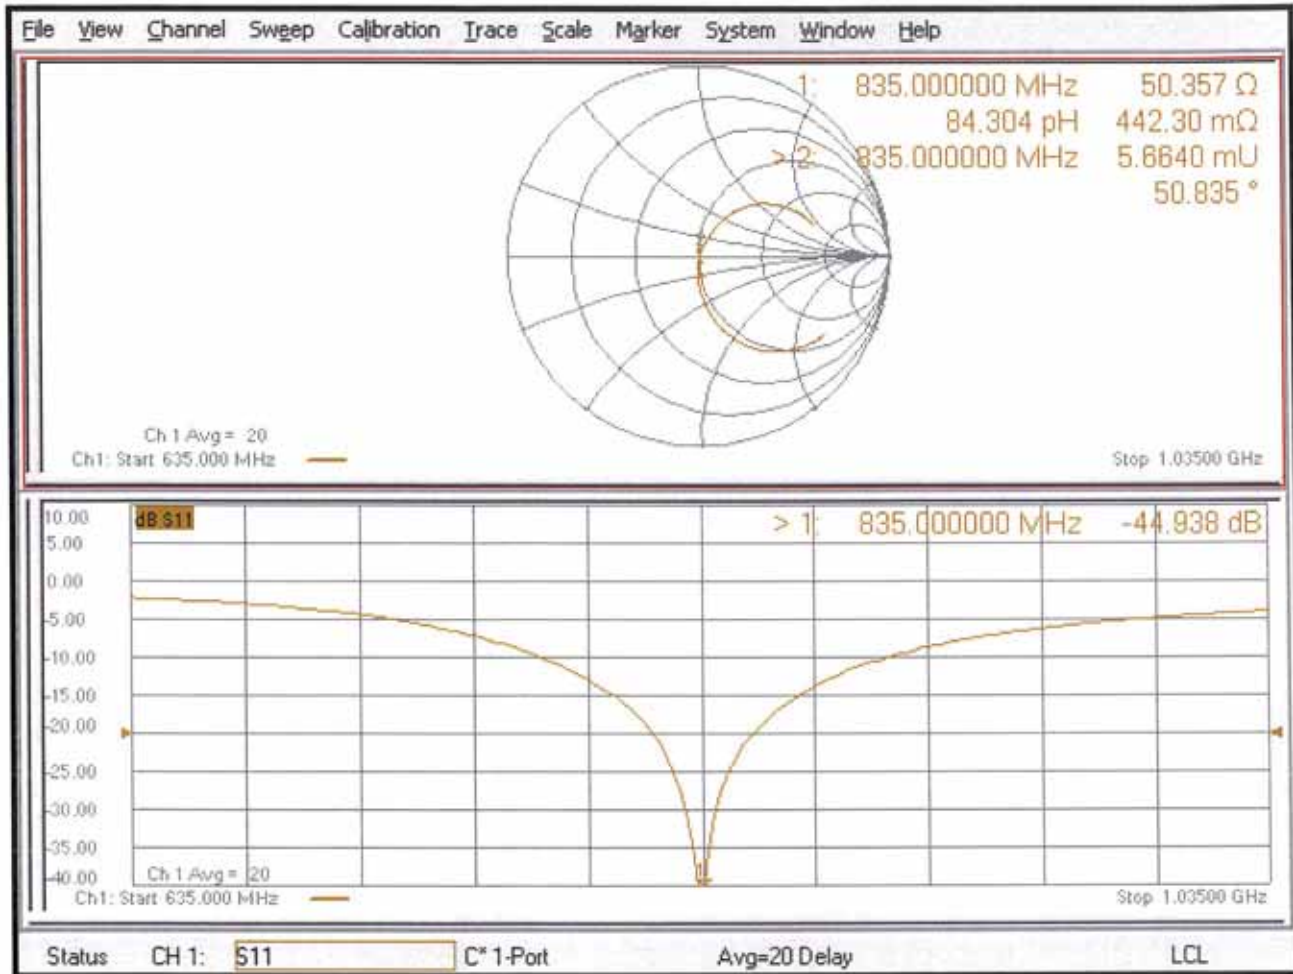 File View Channel Sweep Calibration Trace Scale Marker System Window Help
1: 835.000000 MHz 50.357 Ω
84.304 pH 442.30 mΩ
> 2: 835.000000 MHz 5.6640 mU
50.835 °
Ch 1 Avg = 20
Ch1: Start 635.000 MHz
Stop 1.03500 GHz
10.00
dB S11
> 1: 835.000000 MHz -44.938 dB
5.00
0.00
-5.00
-10.00
-15.00
-20.00
-25.00
-30.00
-35.00
-40.00
1
Ch 1 Avg = 20
Ch1: Start 635.000 MHz
Stop 1.03500 GHz
Status CH 1: S11 C* 1-Port Avg=20 Delay LCL